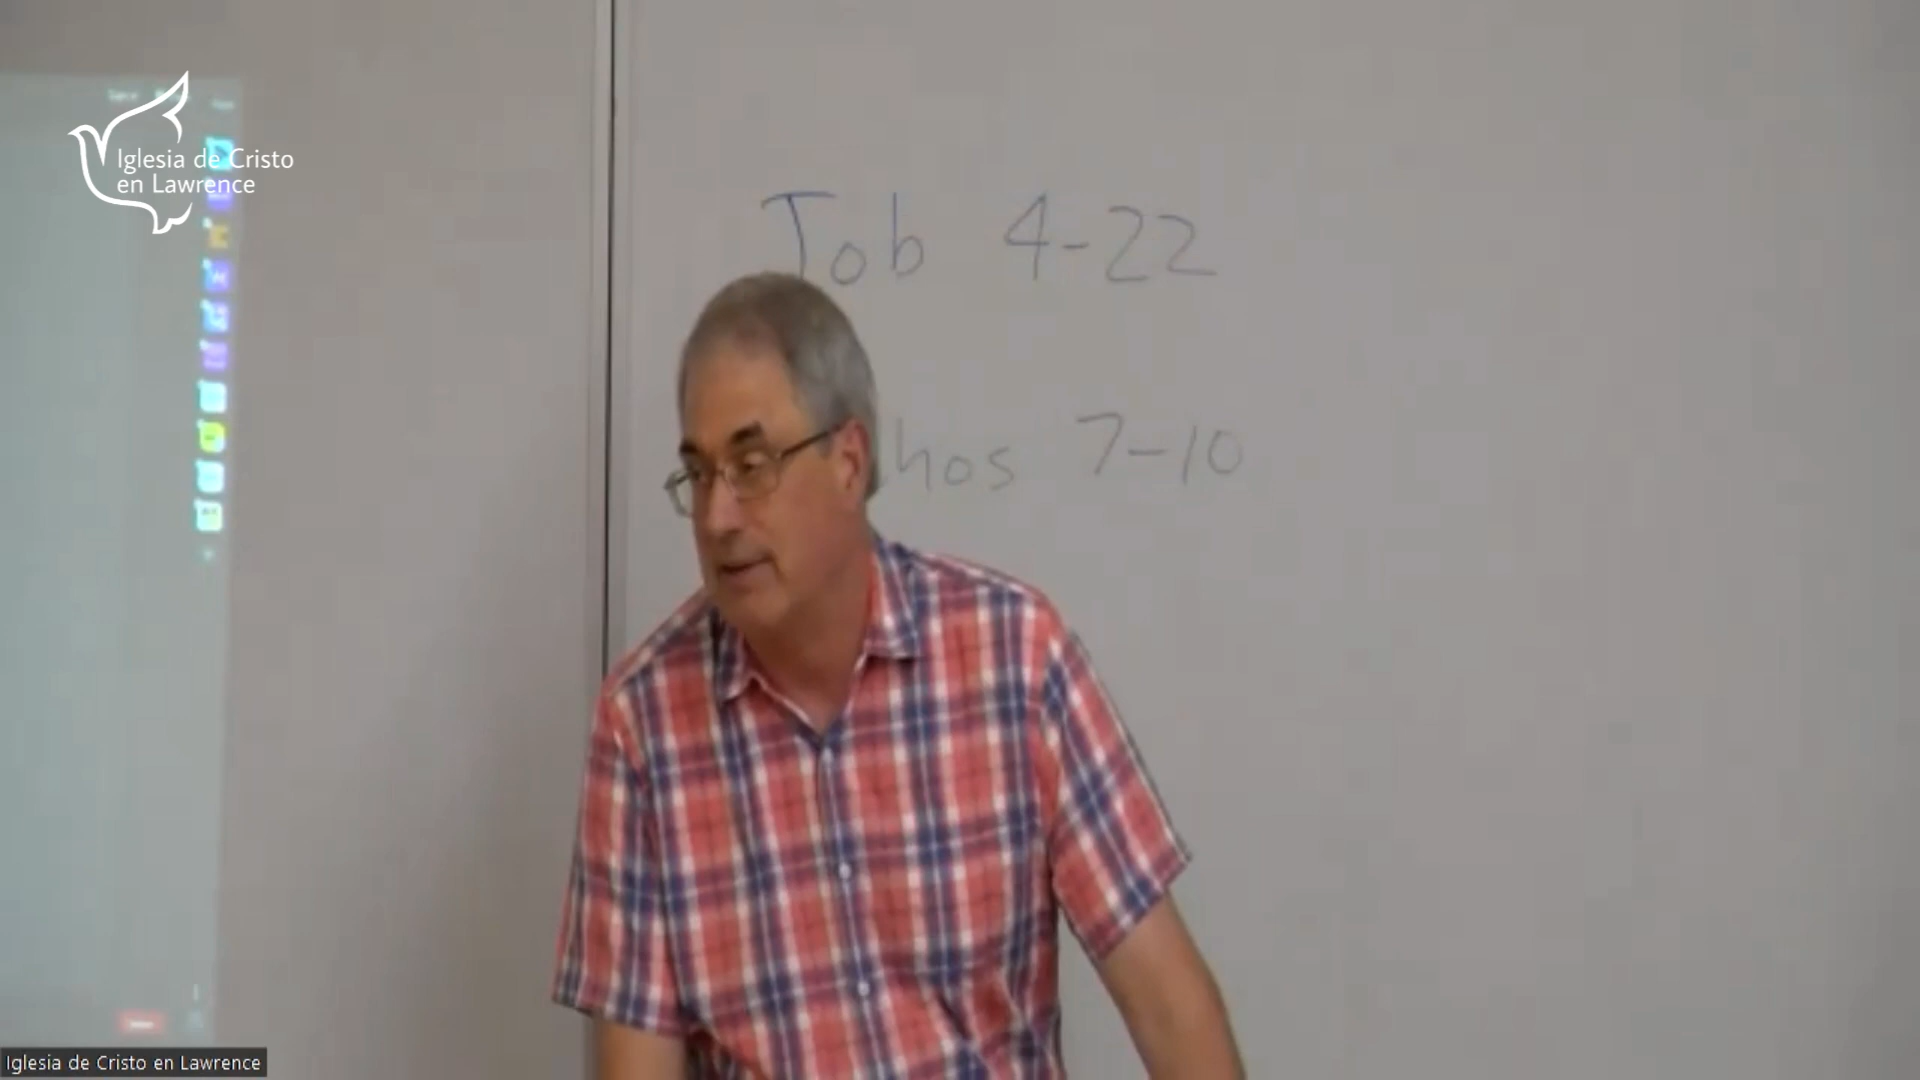 Iglesia de Cristo
en Lawrence
Job 4-22
hos 7-10
Iglesia de Cristo en Lawrence